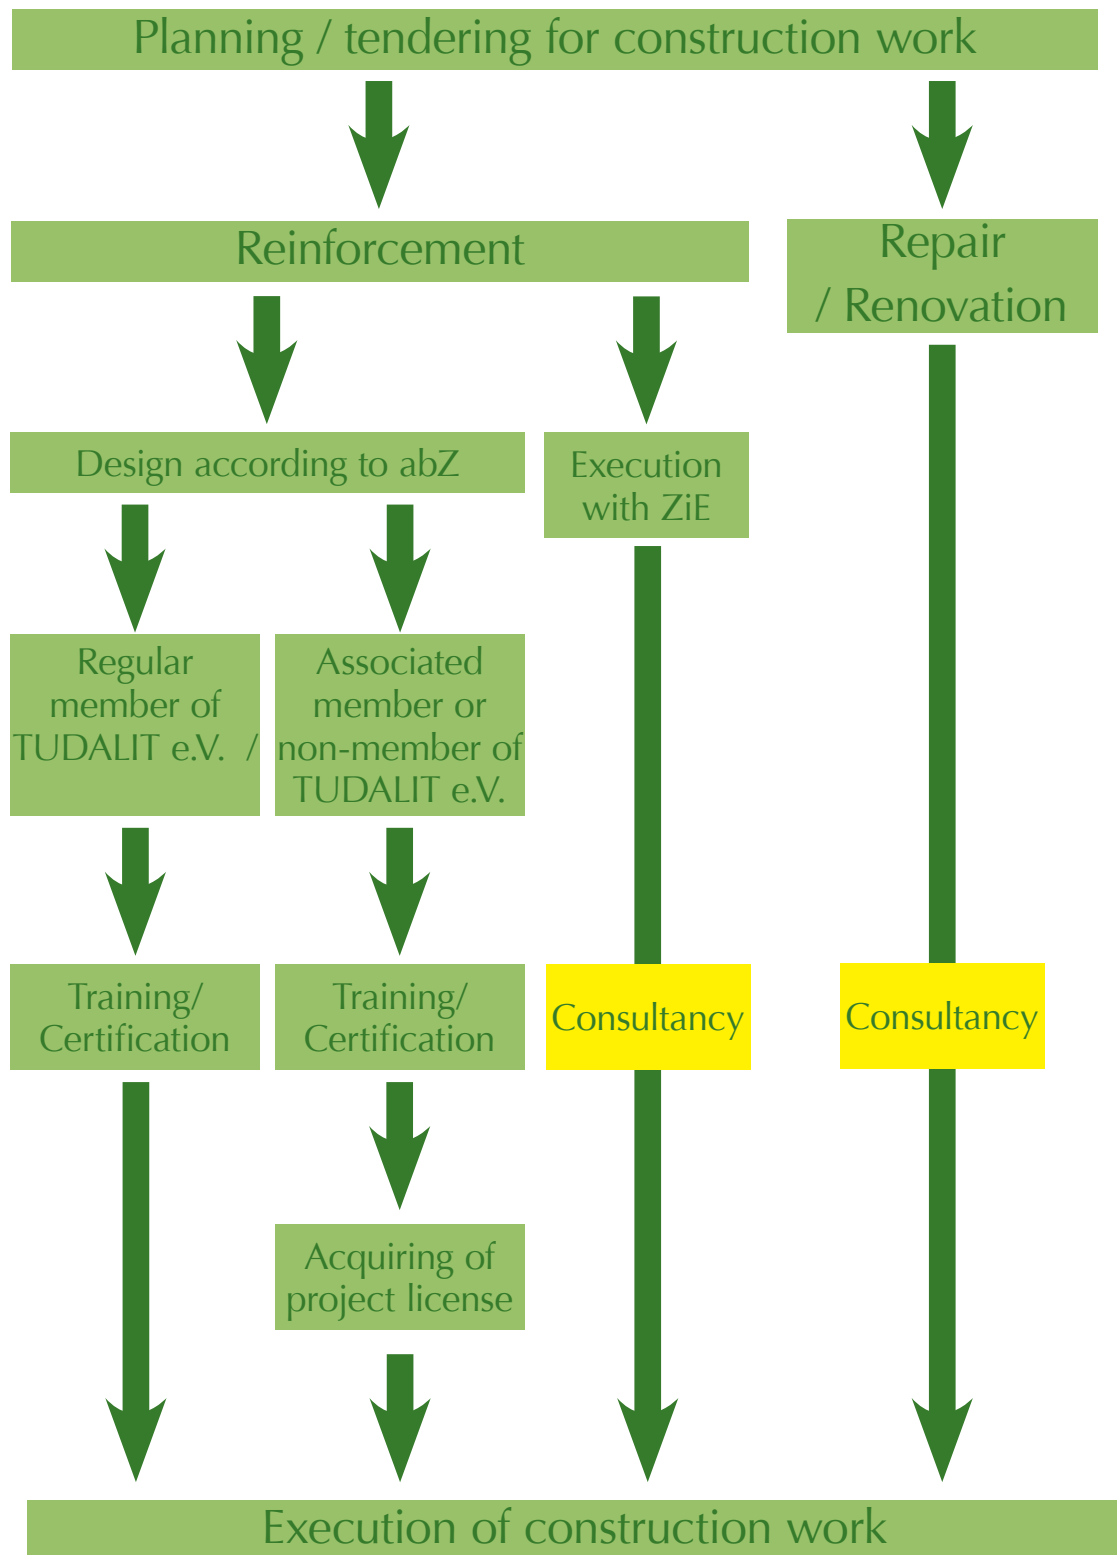 Planning / tendering for construction work
Reinforcement
Repair
/ Renovation
Design according to abZ
Execution
with ZiE
Regular
member of
TUDALIT e.V. /
Associated
member or
non-member of
TUDALIT e.V.
Training/
Certification
Training/
Certification
Consultancy
Consultancy
Acquiring of
project license
Execution of construction work